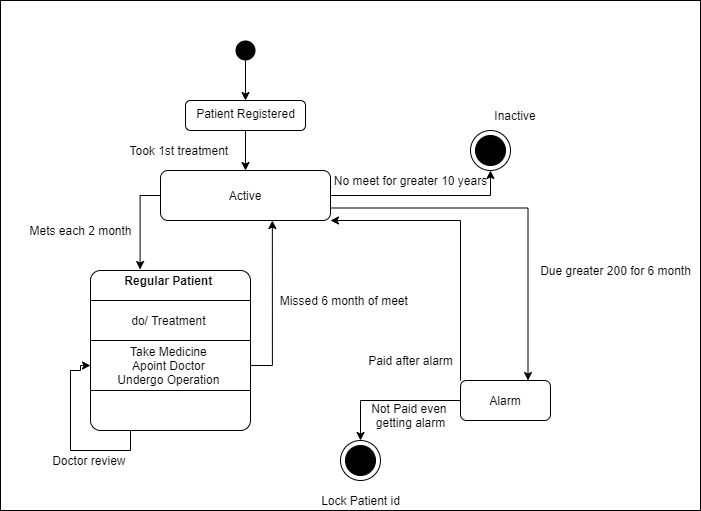 Patient Registered
Inactive
Took 1st treatment
No meet for greater 10 years
Active
Mets each 2 month
Due greater 200 for 6 month
Regular Patient
Missed 6 month of meet
do/ Treatment
Take Medicine
Apoint Doctor
Undergo Operation
Paid after alarm
Alarm
Not Paid even
getting alarm
Doctor review
Lock Patient id